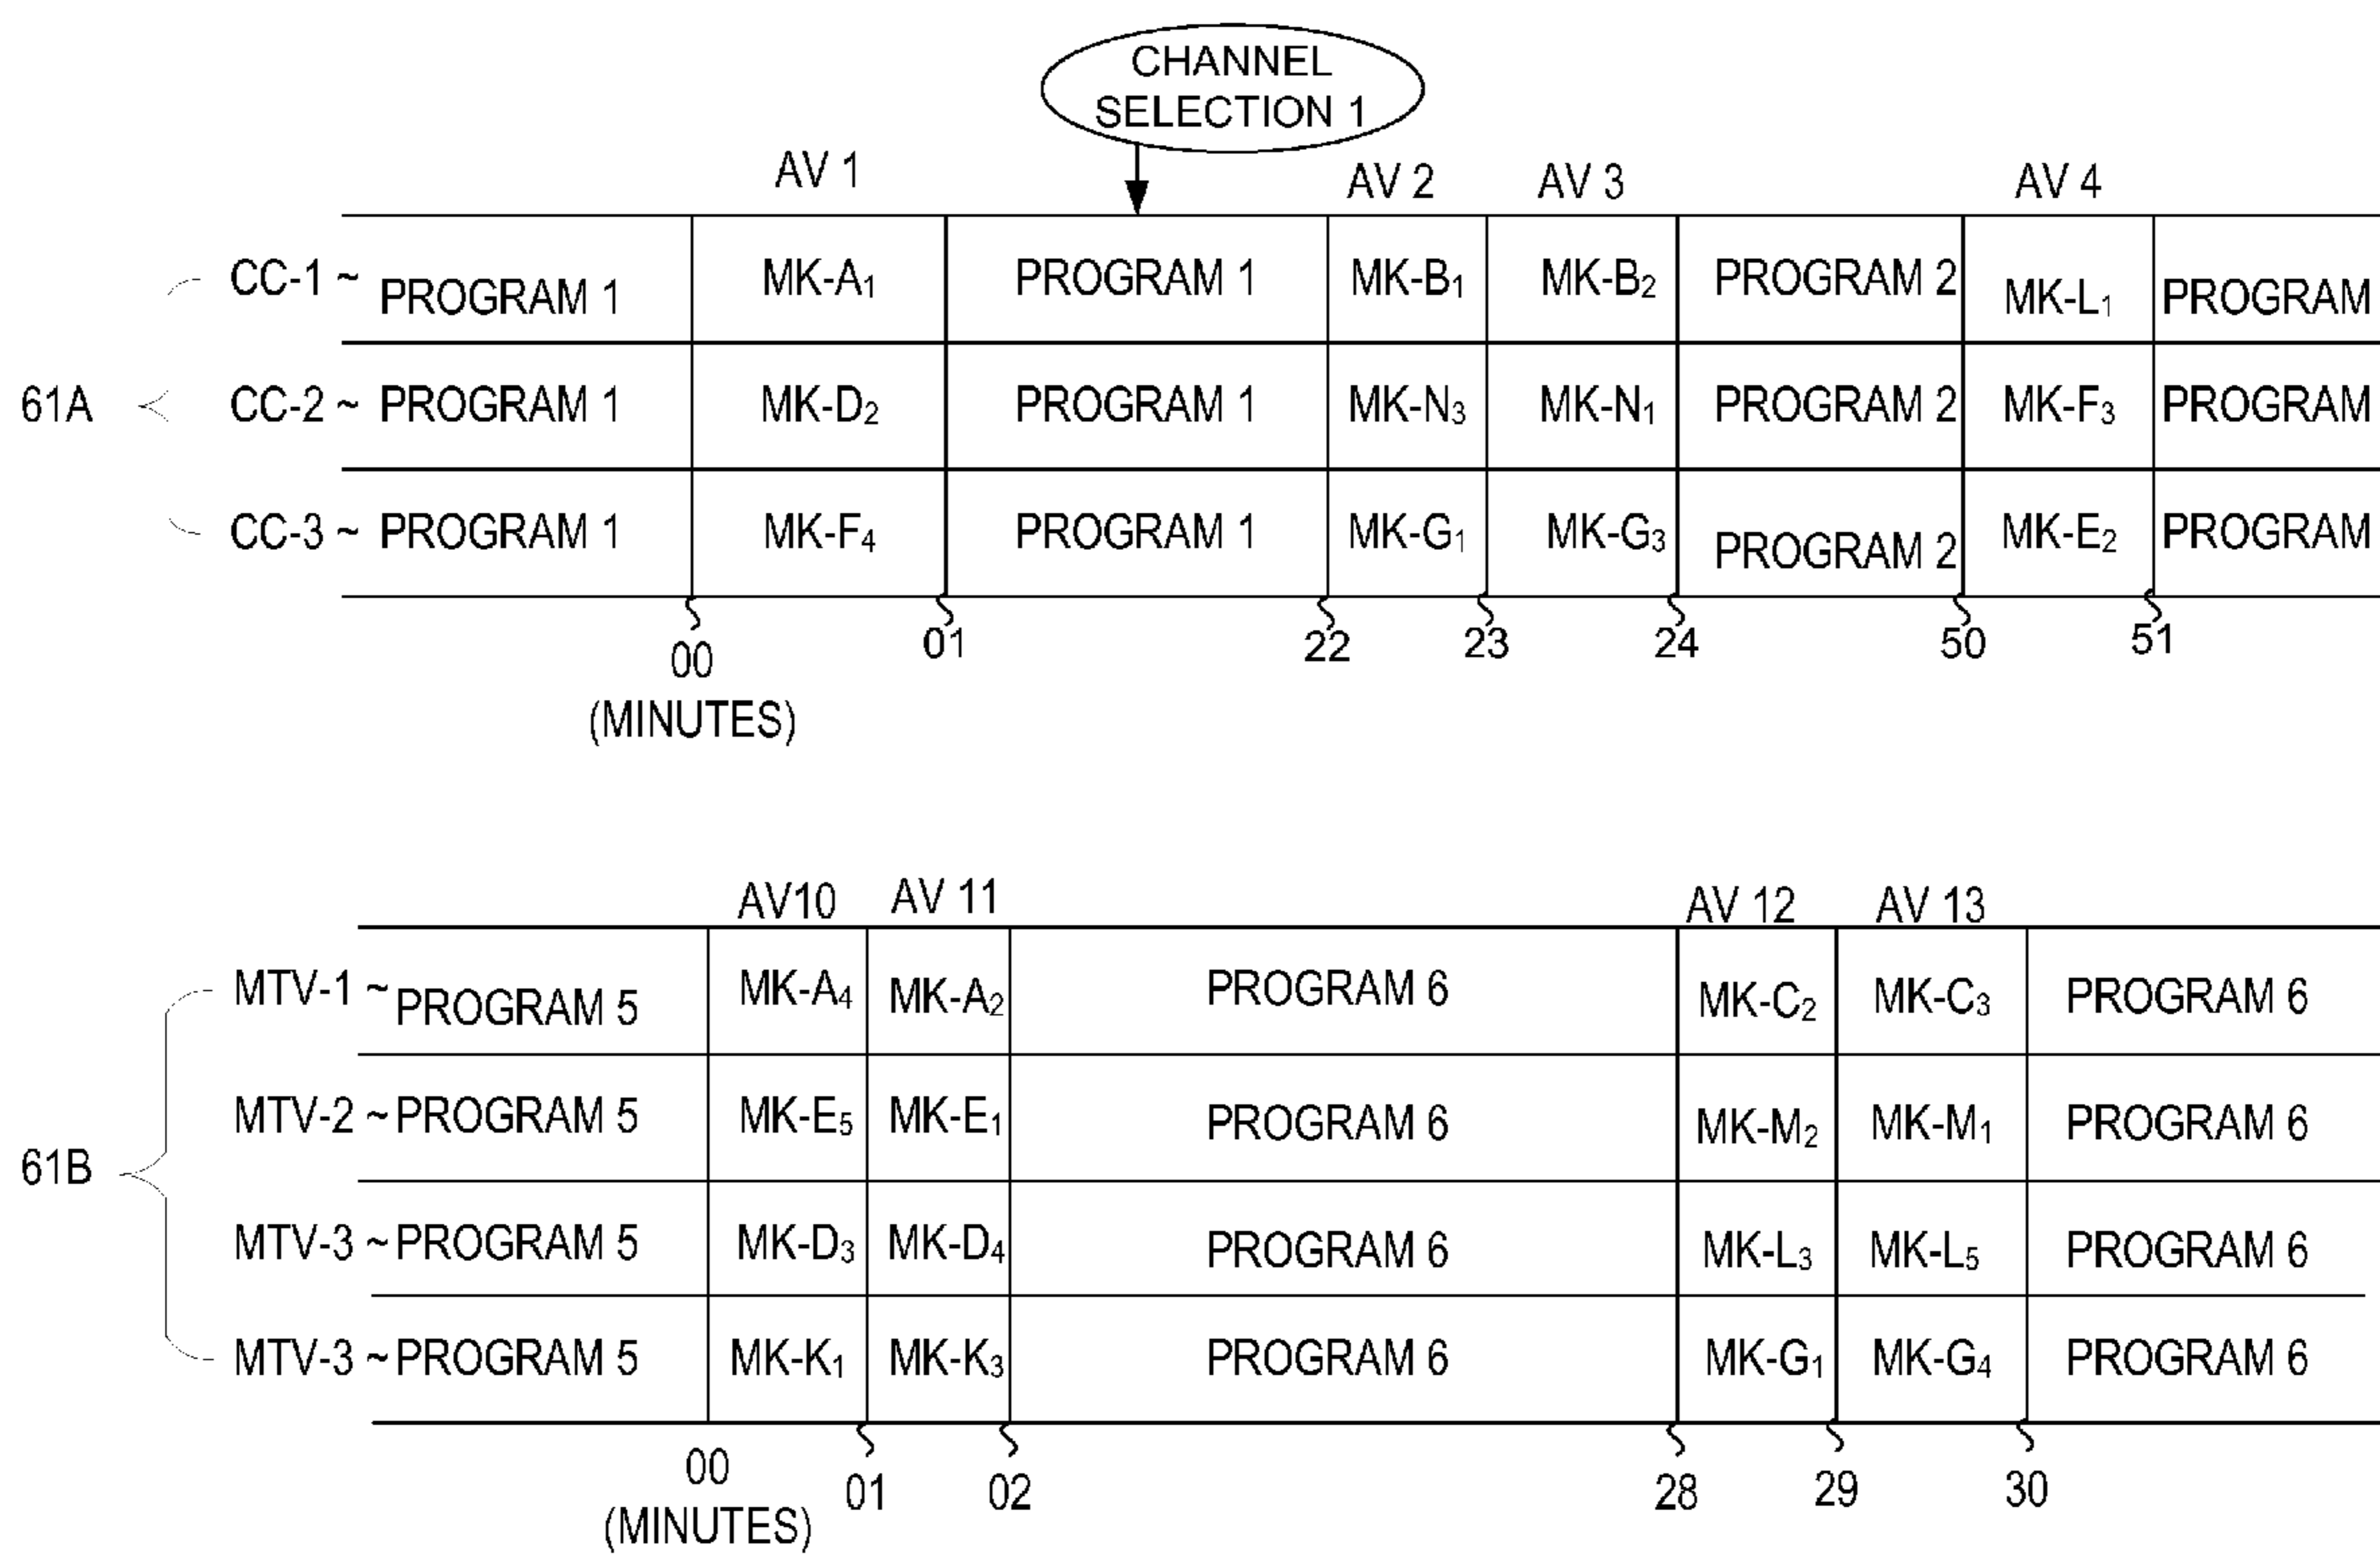 CHANNEL
SELECTION 1
AV 1 AV 2 AV 3 AV 4
CC-1 ~ PROGRAM 1 MK-A₁ PROGRAM 1 MK-B₁ MK-B₂ PROGRAM 2 MK-L₁ PROGRAM
61A CC-2 ~ PROGRAM 1 MK-D₂ PROGRAM 1 MK-N₃ MK-N₁ PROGRAM 2 MK-F₃ PROGRAM
CC-3 ~ PROGRAM 1 MK-F₄ PROGRAM 1 MK-G₁ MK-G₃ PROGRAM 2 MK-E₂ PROGRAM
00 01 22 23 24 50 51
(MINUTES)
AV10 AV 11 AV 12 AV 13
MTV-1 ~ PROGRAM 5 MK-A₄ MK-A₂ PROGRAM 6 MK-C₂ MK-C₃ PROGRAM 6
MTV-2 ~ PROGRAM 5 MK-E₅ MK-E₁ PROGRAM 6 MK-M₂ MK-M₁ PROGRAM 6
61B
MTV-3 ~ PROGRAM 5 MK-D₃ MK-D₄ PROGRAM 6 MK-L₃ MK-L₅ PROGRAM 6
MTV-3 ~ PROGRAM 5 MK-K₁ MK-K₃ PROGRAM 6 MK-G₁ MK-G₄ PROGRAM 6
00 01 02 28 29 30
(MINUTES)